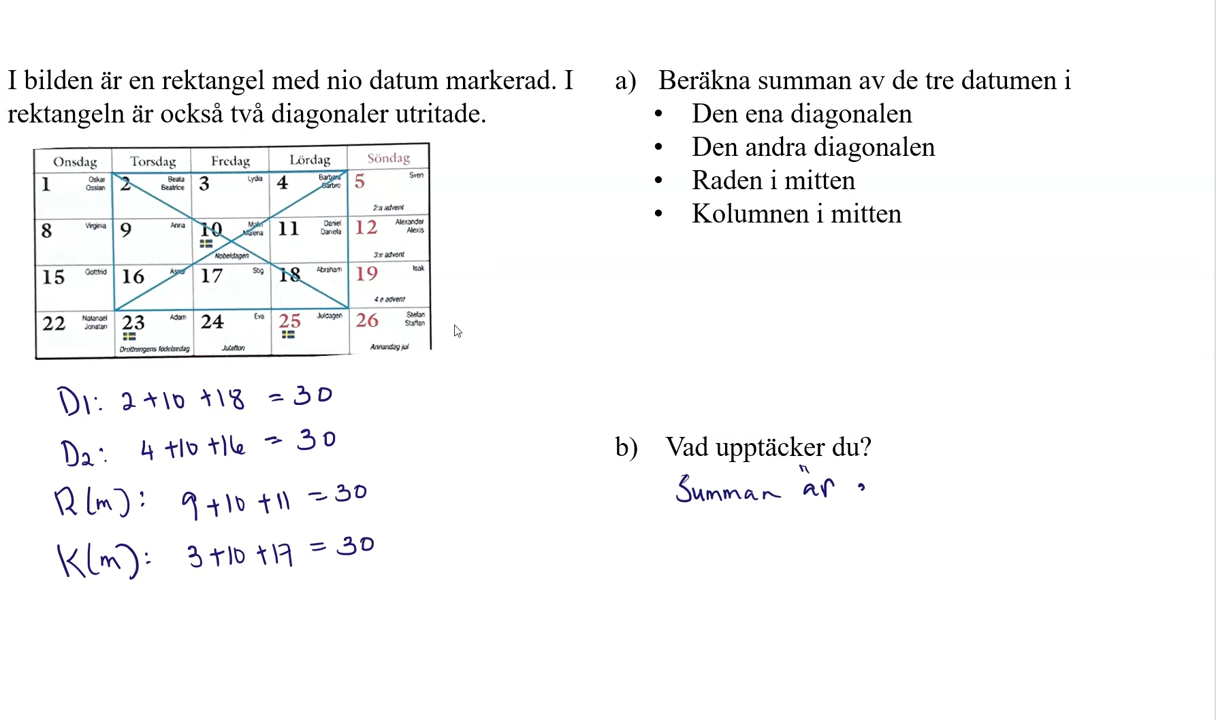 I bilden är en rektangel med nio datum markerad. I
rektangeln är också två diagonaler utritade.
Onsdag Torsdag Fredag Lördag Söndag
1 Oskar Ossian 2 Beata Beatrice 3 Lydia 4 Barbara Barbro 5 Sven
2:a advent
8 Virginia 9 Anna 10 Malin Malena 11 Daniel Daniela 12 Alexander Alexis
Nobeldagen 3:e advent
15 Gottfrid 16 Assar 17 Stig 18 Abraham 19 Isak
4 e advent
22 Natanael Jonatan 23 Adam 24 Eva 25 Juldagen 26 Stefan Staffan
Drottningens födelsedag Julafton Annandag jul
D1: 2+10+18 = 30
D2: 4+10+16 = 30
R(m): 9+10+11 = 30
K(m): 3+10+17 = 30
a) Beräkna summan av de tre datumen i
• Den ena diagonalen
• Den andra diagonalen
• Raden i mitten
• Kolumnen i mitten
b) Vad upptäcker du?
Summan är